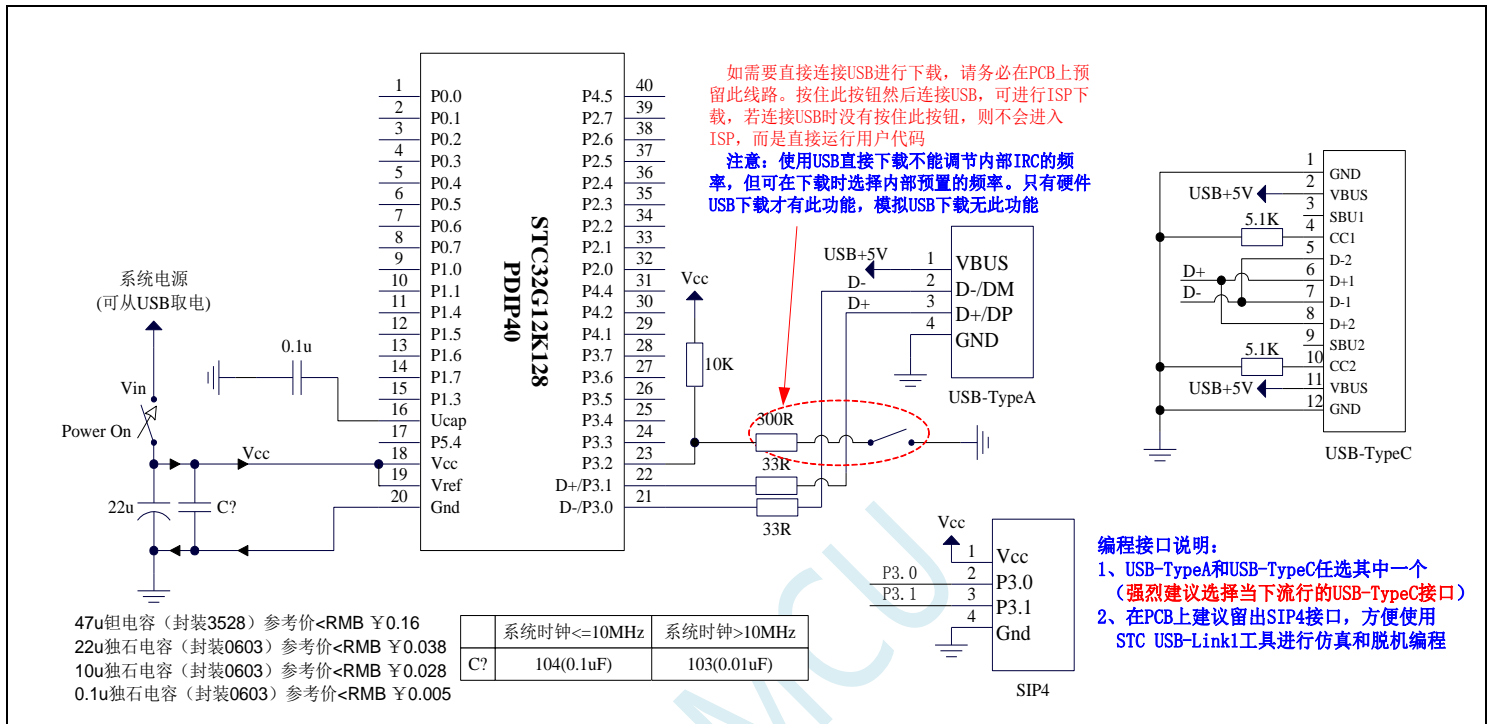 STC32G12K128
PDIP40
1
2
3
4
5
6
7
8
9
10
11
12
13
14
15
16
17
18
19
20
P0.0
P0.1
P0.2
P0.3
P0.4
P0.5
P0.6
P0.7
P1.0
P1.1
P1.4
P1.5
P1.6
P1.7
P1.3
Ucap
P5.4
Vcc
Vref
Gnd
P4.5
P2.7
P2.6
P2.5
P2.4
P2.3
P2.2
P2.1
P2.0
P4.4
P4.2
P4.1
P3.7
P3.6
P3.5
P3.4
P3.3
P3.2
D+/P3.1
D-/P3.0
40
39
38
37
36
35
34
33
32
31
30
29
28
27
26
25
24
23
22
21
系统电源
(可从USB取电)
Vin
Power On
0.1u
Vcc
22u
C?
如需要直接连接USB进行下载，请务必在PCB上预
留此线路。按住此按钮然后连接USB，可进行ISP下
载，若连接USB时没有按住此按钮，则不会进入
ISP，而是直接运行用户代码
注意：使用USB直接下载不能调节内部IRC的频
率，但可在下载时选择内部预置的频率。只有硬件
USB下载才有此功能，模拟USB下载无此功能
Vcc
10K
300R
33R
33R
USB+5V
D-
D+
1
2
3
4
VBUS
D-/DM
D+/DP
GND
USB-TypeA
USB+5V
5.1K
D+
D-
5.1K
USB+5V
1
2
3
4
5
6
7
8
9
10
11
12
GND
VBUS
SBU1
CC1
D-2
D+1
D-1
D+2
SBU2
CC2
VBUS
GND
USB-TypeC
Vcc
P3.0
P3.1
1
2
3
4
Vcc
P3.0
P3.1
Gnd
SIP4
编程接口说明：
1、USB-TypeA和USB-TypeC任选其中一个
（强烈建议选择当下流行的USB-TypeC接口）
2、在PCB上建议留出SIP4接口，方便使用
STC USB-Link1工具进行仿真和脱机编程
47u钽电容（封装3528）参考价<RMB ￥0.16
22u独石电容（封装0603）参考价<RMB ￥0.038
10u独石电容（封装0603）参考价<RMB ￥0.028
0.1u独石电容（封装0603）参考价<RMB ￥0.005
系统时钟<=10MHz 系统时钟>10MHz
C? 104(0.1uF) 103(0.01uF)
MCU